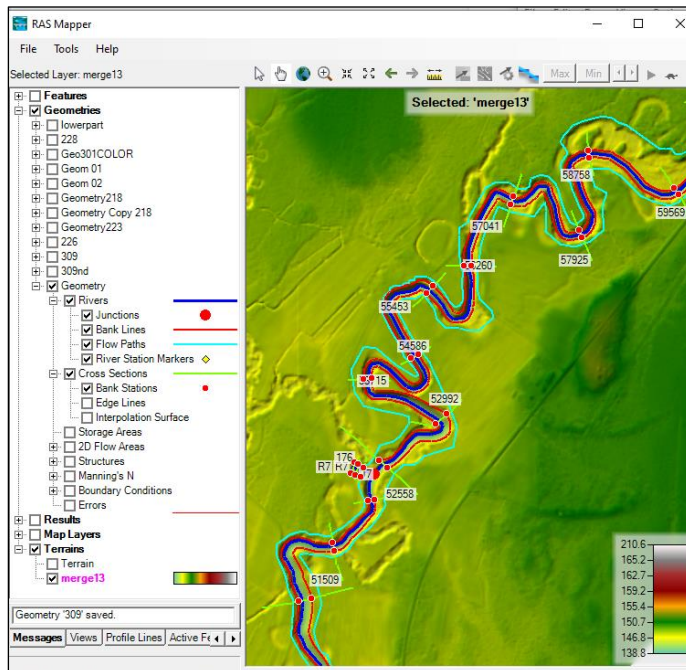 RAS Mapper
File Tools Help
Selected Layer: merge13
Max Min
Features
Geometries
lowerpart
228
Geo301COLOR
Geom 01
Geom 02
Geometry218
Geometry Copy 218
Geometry223
226
309
309nd
Geometry
Rivers
Junctions
Bank Lines
Flow Paths
River Station Markers
Cross Sections
Bank Stations
Edge Lines
Interpolation Surface
Storage Areas
2D Flow Areas
Structures
Manning's N
Boundary Conditions
Errors
Results
Map Layers
Terrains
Terrain
merge13
Geometry '309' saved.
Messages Views Profile Lines Active Fe
Selected: 'merge13'
58758
59569
57041
57925
55453
54586
52992
176
R7 R7
52558
51509
210.6
165.2
162.7
159.2
155.4
150.7
146.8
138.8